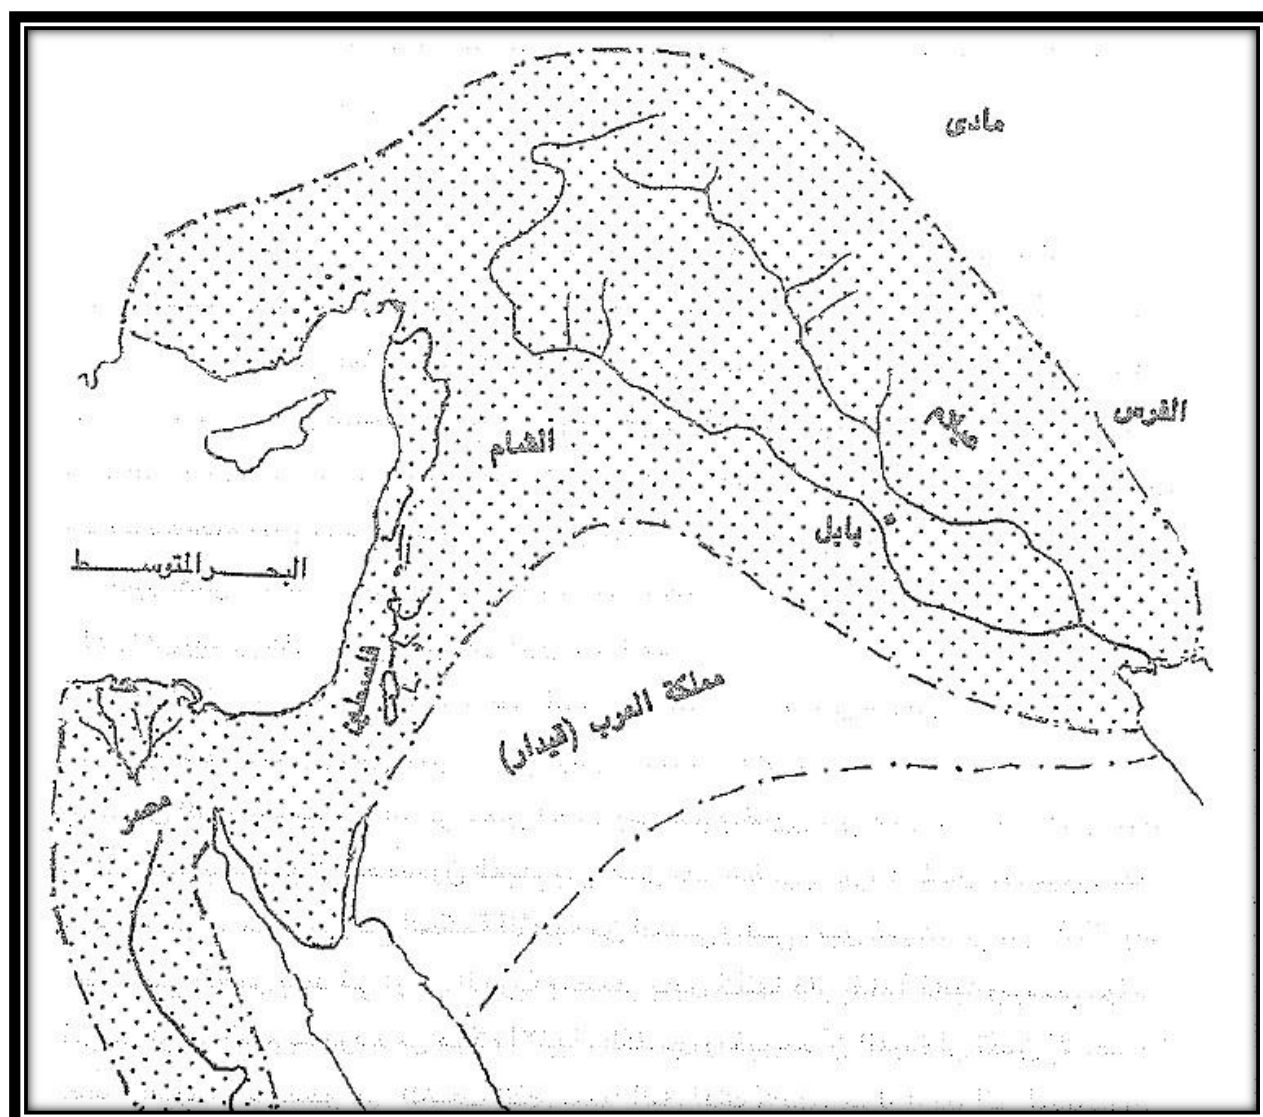 مادى
الفرس
عيلام
الشام
بابل
البحر المتوسط
فلسطين
مملكة العرب (قيدار)
مصر